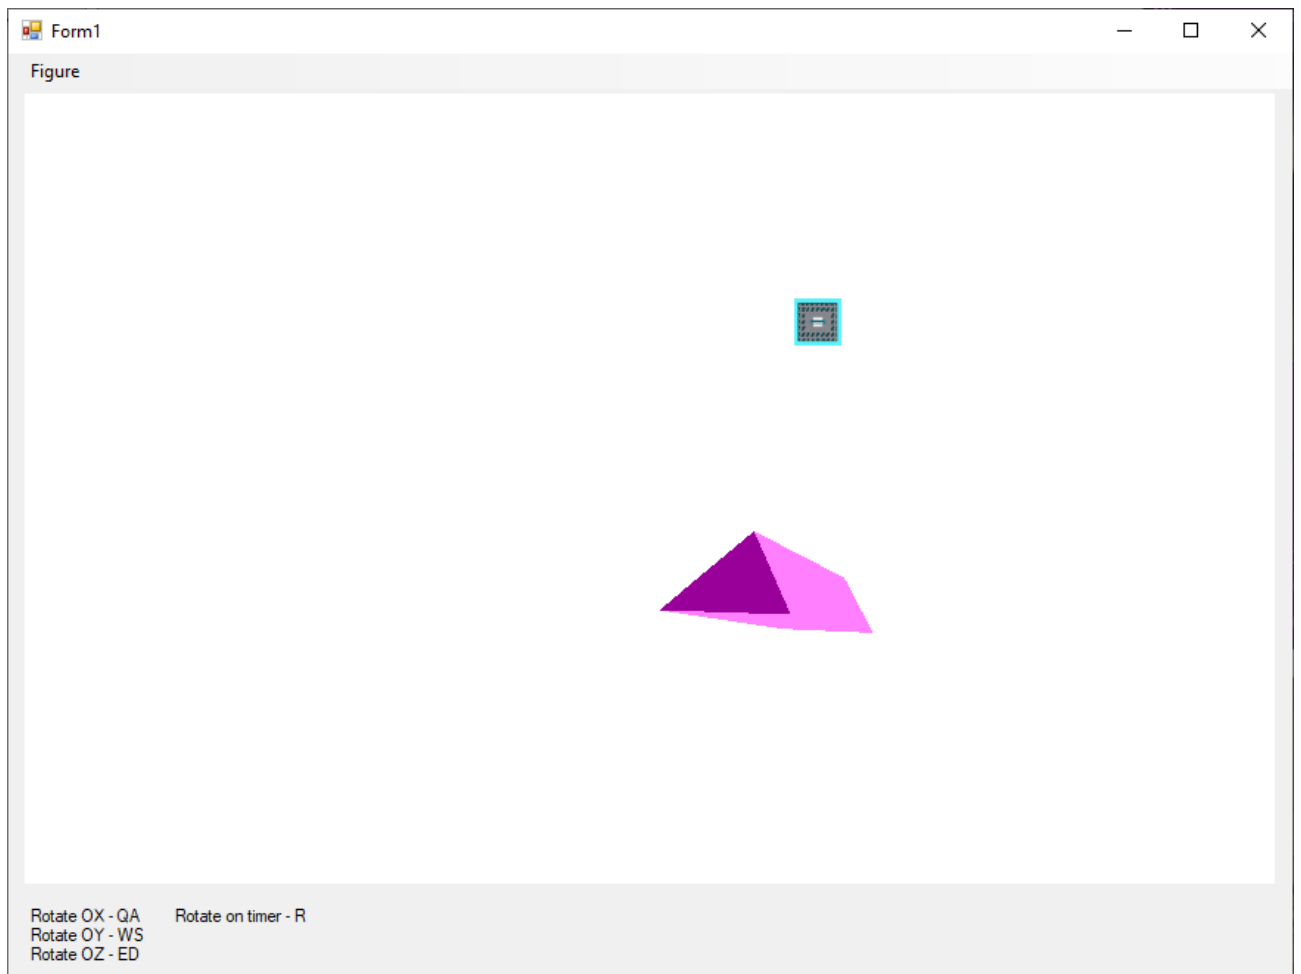 Form1
Figure
Rotate OX - QA Rotate on timer - R
Rotate OY - WS
Rotate OZ - ED